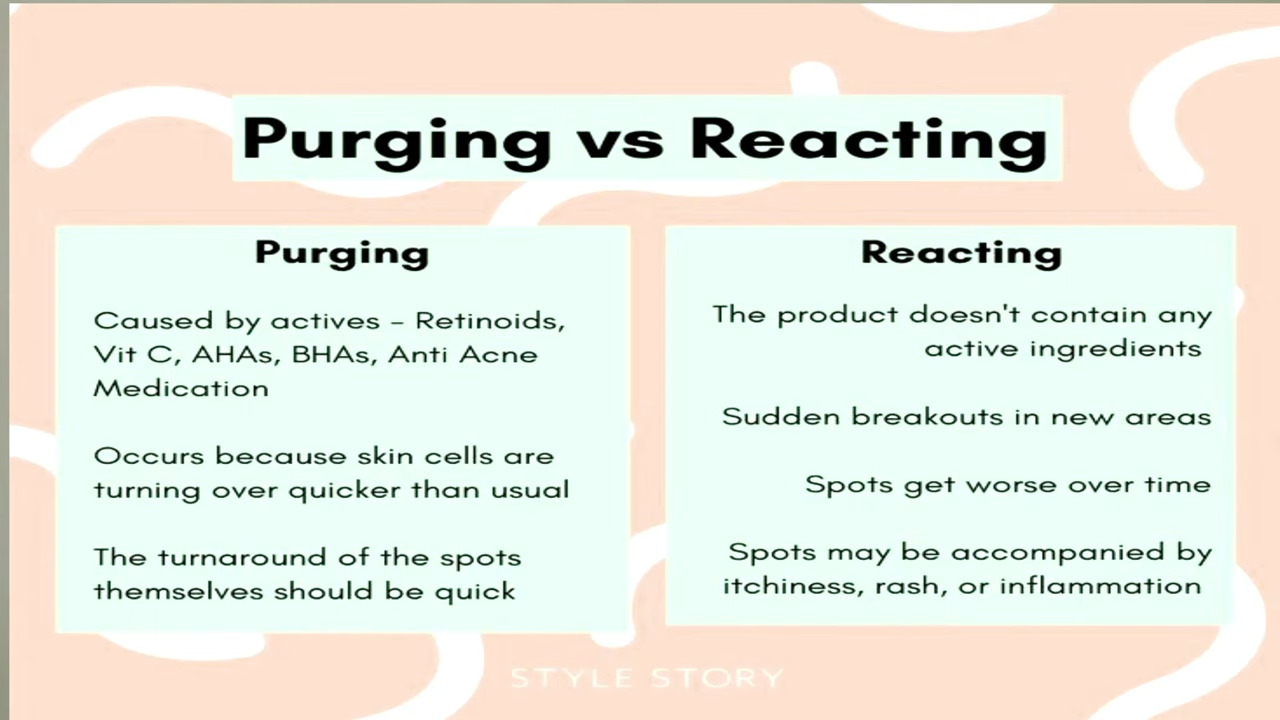 Purging vs Reacting
Purging
Caused by actives – Retinoids,
Vit C, AHAs, BHAs, Anti Acne
Medication
Occurs because skin cells are
turning over quicker than usual
The turnaround of the spots
themselves should be quick
Reacting
The product doesn't contain any
active ingredients
Sudden breakouts in new areas
Spots get worse over time
Spots may be accompanied by
itchiness, rash, or inflammation
STYLE STORY